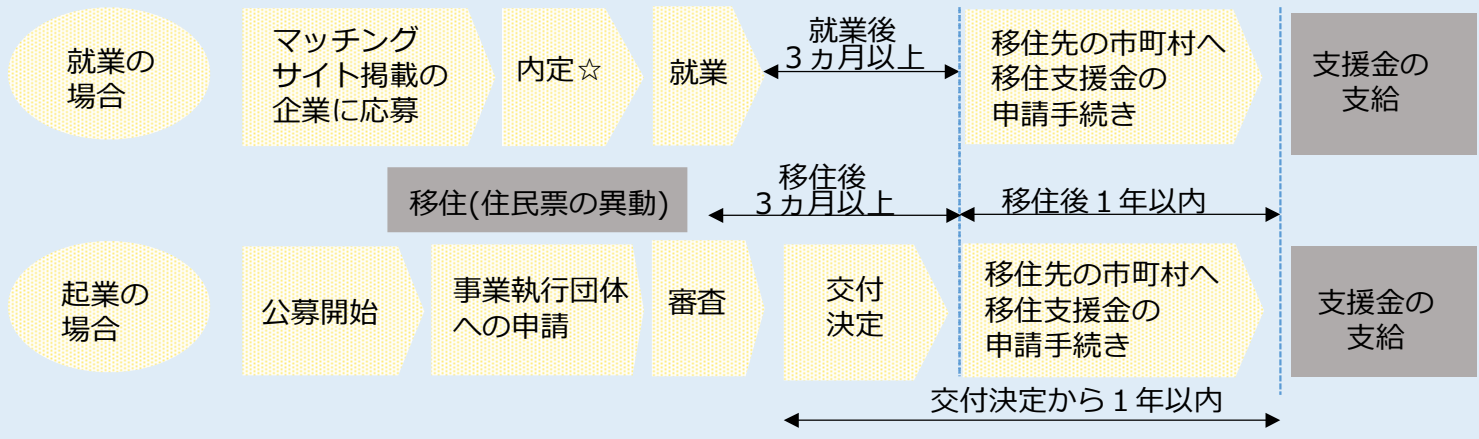 就業の
場合
マッチング
サイト掲載の
企業に応募
内定☆
就業
就業後
３ヵ月以上
移住先の市町村へ
移住支援金の
申請手続き
支援金の
支給
移住(住民票の異動)
移住後
３ヵ月以上
移住後１年以内
起業の
場合
公募開始
事業執行団体
への申請
審査
交付
決定
移住先の市町村へ
移住支援金の
申請手続き
支援金の
支給
交付決定から１年以内